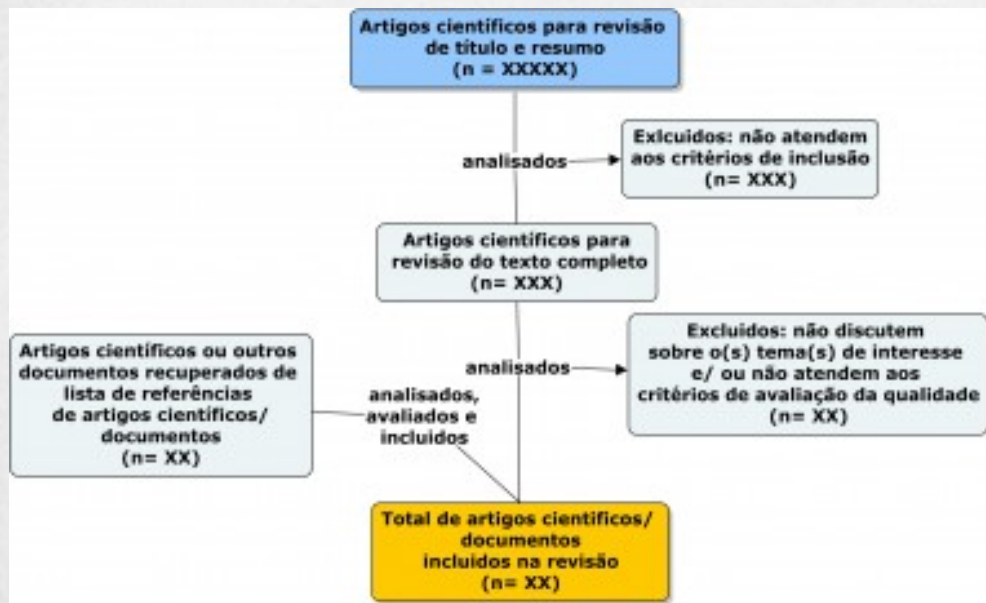 Artigos científicos para revisão
de título e resumo
(n = XXXXX)
analisados
Exlcuidos: não atendem
aos critérios de inclusão
(n= XXX)
Artigos científicos para
revisão do texto completo
(n= XXX)
analisados
Excluidos: não discutem
sobre o(s) tema(s) de interesse
e/ ou não atendem aos
critérios de avaliação da qualidade
(n= XX)
Artigos científicos ou outros
documentos recuperados de
lista de referências
de artigos científicos/
documentos
(n= XX)
analisados,
avaliados e
incluidos
Total de artigos científicos/
documentos
incluidos na revisão
(n= XX)